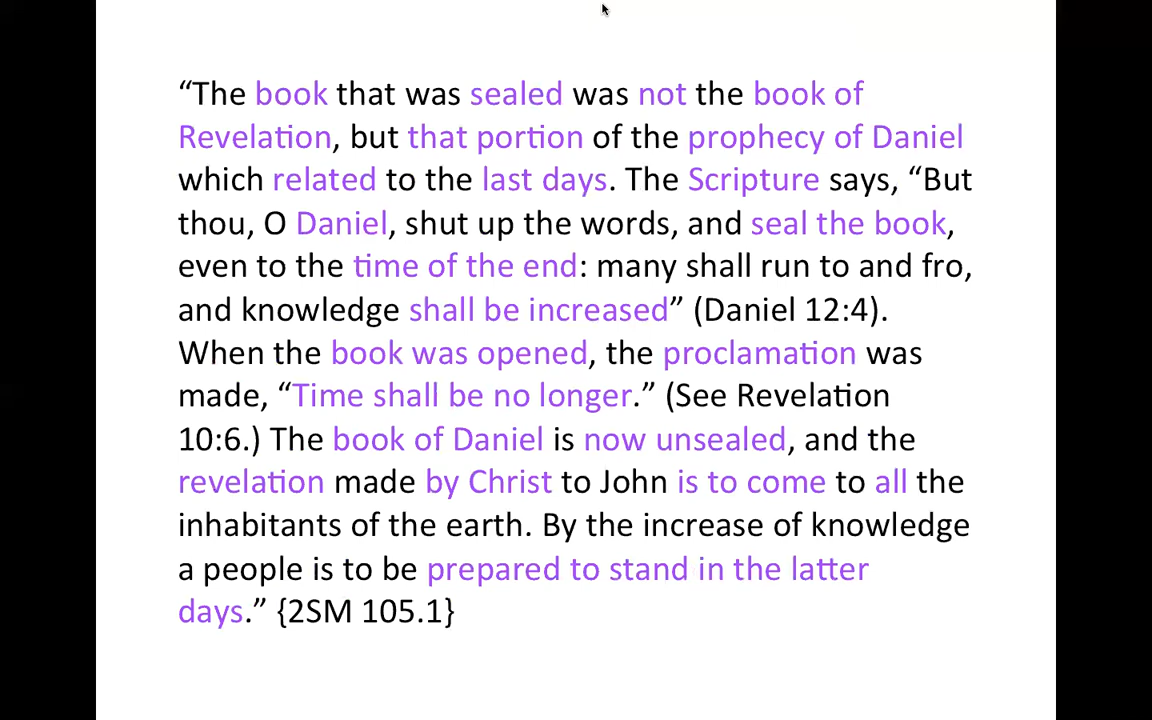 “The book that was sealed was not the book of
Revelation, but that portion of the prophecy of Daniel
which related to the last days. The Scripture says, “But
thou, O Daniel, shut up the words, and seal the book,
even to the time of the end: many shall run to and fro,
and knowledge shall be increased” (Daniel 12:4).
When the book was opened, the proclamation was
made, “Time shall be no longer.” (See Revelation
10:6.) The book of Daniel is now unsealed, and the
revelation made by Christ to John is to come to all the
inhabitants of the earth. By the increase of knowledge
a people is to be prepared to stand in the latter
days.” {2SM 105.1}